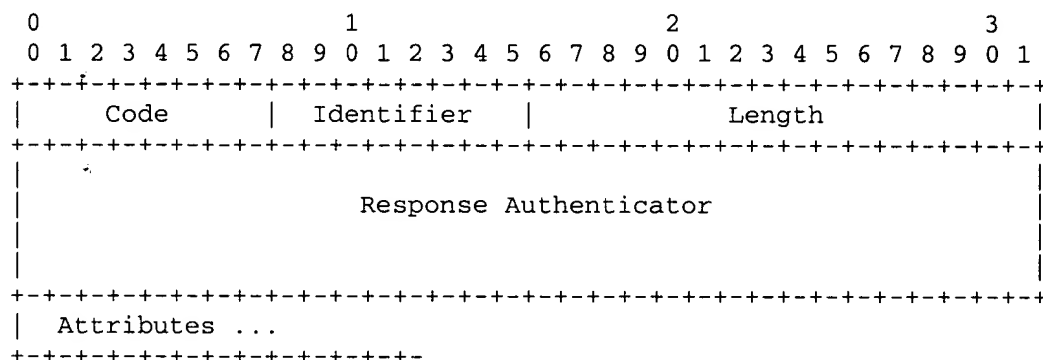 0                   1                   2                   3
0 1 2 3 4 5 6 7 8 9 0 1 2 3 4 5 6 7 8 9 0 1 2 3 4 5 6 7 8 9 0 1
+-+-+-+-+-+-+-+-+-+-+-+-+-+-+-+-+-+-+-+-+-+-+-+-+-+-+-+-+-+-+-+-+
|     Code      |  Identifier   |            Length             |
+-+-+-+-+-+-+-+-+-+-+-+-+-+-+-+-+-+-+-+-+-+-+-+-+-+-+-+-+-+-+-+-+
|                                                               |
|                     Response Authenticator                    |
|                                                               |
|                                                               |
+-+-+-+-+-+-+-+-+-+-+-+-+-+-+-+-+-+-+-+-+-+-+-+-+-+-+-+-+-+-+-+-+
|  Attributes ...
+-+-+-+-+-+-+-+-+-+-+-+-+-